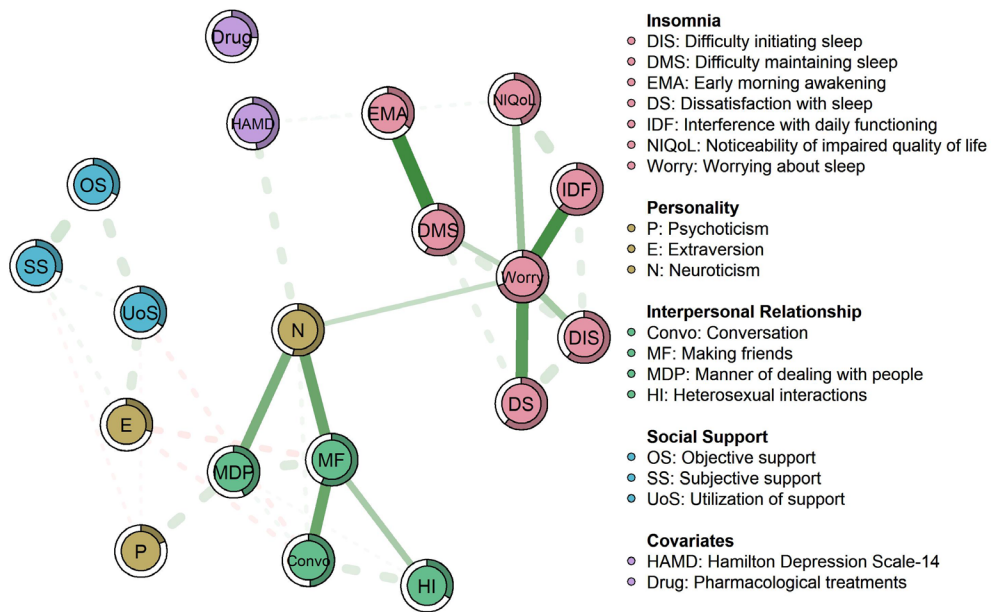 Drug
HAMD
EMA
NIQoL
OS
IDF
DMS
SS
Worry
UoS
N
DIS
DS
E
MF
MDP
P
Convo
HI
Insomnia
DIS: Difficulty initiating sleep
DMS: Difficulty maintaining sleep
EMA: Early morning awakening
DS: Dissatisfaction with sleep
IDF: Interference with daily functioning
NIQoL: Noticeability of impaired quality of life
Worry: Worrying about sleep
Personality
P: Psychoticism
E: Extraversion
N: Neuroticism
Interpersonal Relationship
Convo: Conversation
MF: Making friends
MDP: Manner of dealing with people
HI: Heterosexual interactions
Social Support
OS: Objective support
SS: Subjective support
UoS: Utilization of support
Covariates
HAMD: Hamilton Depression Scale-14
Drug: Pharmacological treatments